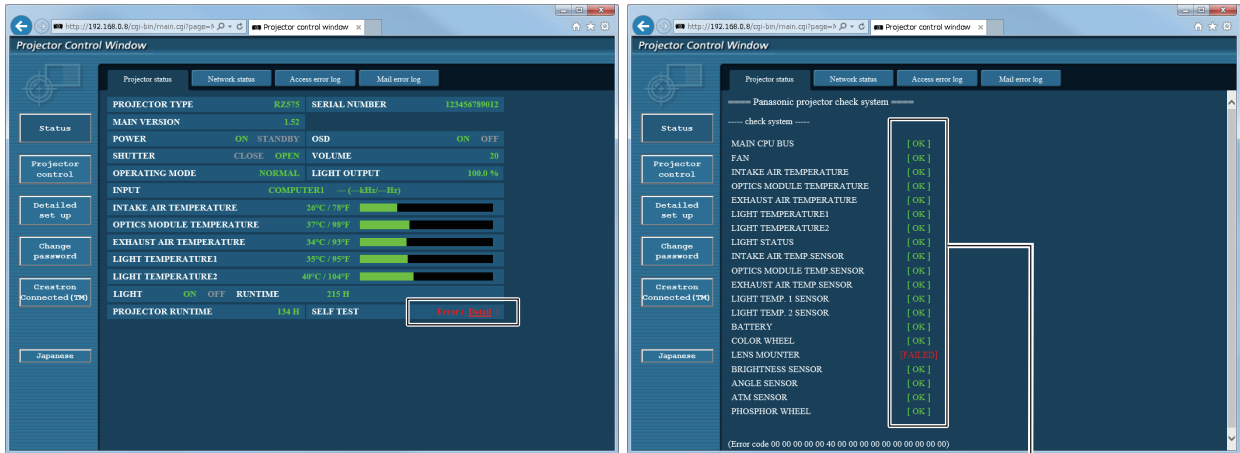 http://192.168.0.8/cgi-bin/main.cgi?page=
Projector control window
Projector Control Window
Projector status
Network status
Access error log
Mail error log
Status
Projector
control
Detailed
set up
Change
password
Crestron
Connected(TM)
Japanese
PROJECTOR TYPE RZ575 SERIAL NUMBER 123456789012
MAIN VERSION 1.52
POWER ON STANDBY OSD ON OFF
SHUTTER CLOSE OPEN VOLUME 20
OPERATING MODE NORMAL LIGHT OUTPUT 100.0 %
INPUT COMPUTER1 --- (---kHz/---Hz)
INTAKE AIR TEMPERATURE 26°C / 78°F
OPTICS MODULE TEMPERATURE 37°C / 98°F
EXHAUST AIR TEMPERATURE 34°C / 93°F
LIGHT TEMPERATURE1 35°C / 95°F
LIGHT TEMPERATURE2 40°C / 104°F
LIGHT ON OFF RUNTIME 215 H
PROJECTOR RUNTIME 134 H SELF TEST Error
http://192.168.0.8/cgi-bin/main.cgi?page=
Projector control window
Projector Control Window
Projector status
Network status
Access error log
Mail error log
Status
Projector
control
Detailed
set up
Change
password
Crestron
Connected(TM)
Japanese
==== Panasonic projector check system ====
----- check system -----
MAIN CPU BUS [ OK ]
FAN [ OK ]
INTAKE AIR TEMPERATURE [ OK ]
OPTICS MODULE TEMPERATURE [ OK ]
EXHAUST AIR TEMPERATURE [ OK ]
LIGHT TEMPERATURE1 [ OK ]
LIGHT TEMPERATURE2 [ OK ]
LIGHT STATUS [ OK ]
INTAKE AIR TEMP.SENSOR [ OK ]
OPTICS MODULE TEMP.SENSOR [ OK ]
EXHAUST AIR TEMP.SENSOR [ OK ]
LIGHT TEMP. 1 SENSOR [ OK ]
LIGHT TEMP. 2 SENSOR [ OK ]
BATTERY [ OK ]
COLOR WHEEL [ OK ]
LENS MOUNTER [FAILED]
BRIGHTNESS SENSOR [ OK ]
ANGLE SENSOR [ OK ]
ATM SENSOR [ OK ]
PHOSPHOR WHEEL [ OK ]
(Error code 00 00 00 00 00 40 00 00 00 00 00 00 00 00 00 00)